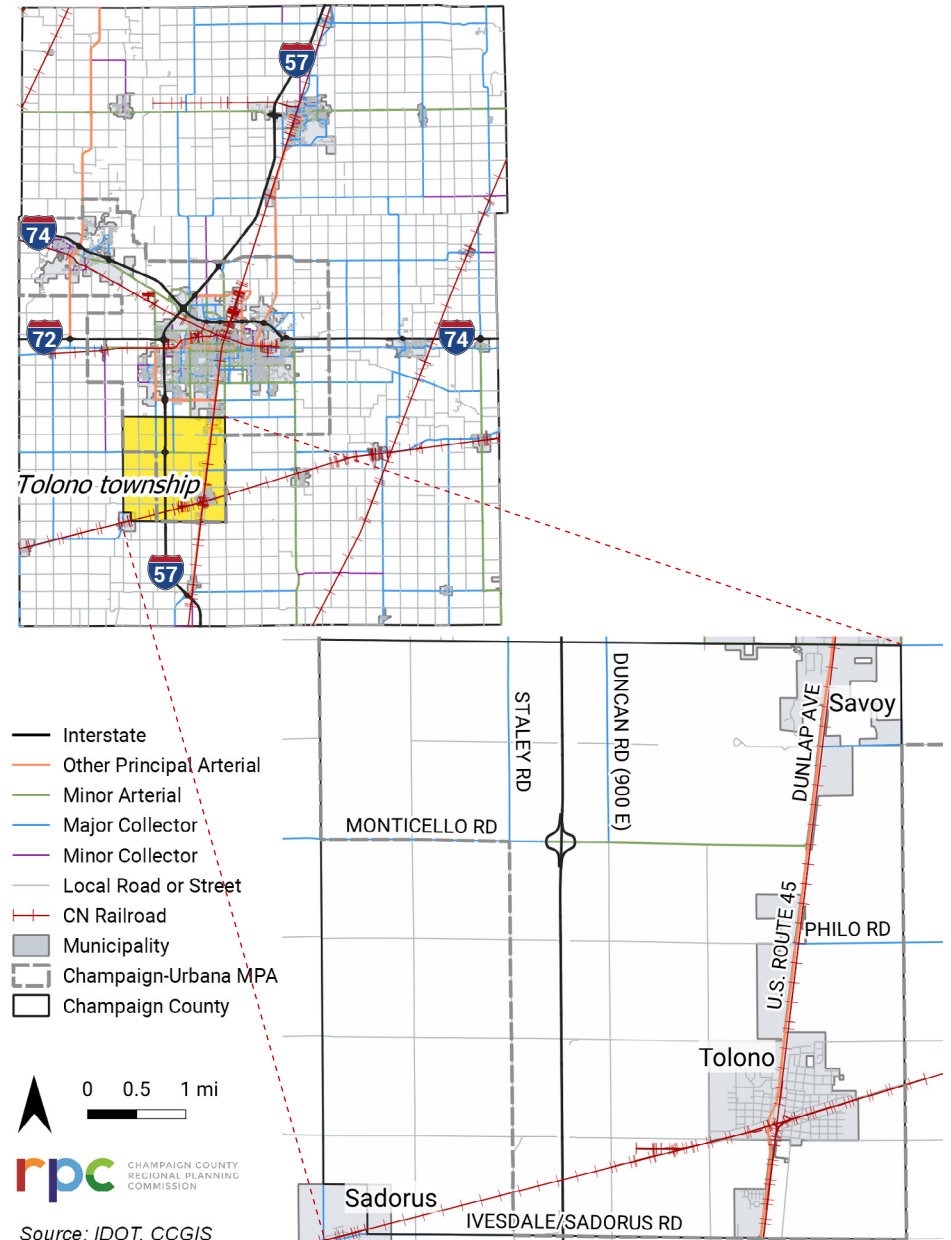 57
74
72
74
Tolono township
57
STALEY RD
DUNCAN RD (900 E)
DUNLAP AVE
Savoy
MONTICELLO RD
U.S. ROUTE 45
PHILO RD
Tolono
Sadorus
IVESDALE/SADORUS RD
Interstate
Other Principal Arterial
Minor Arterial
Major Collector
Minor Collector
Local Road or Street
CN Railroad
Municipality
Champaign-Urbana MPA
Champaign County
0 0.5 1 mi
rpc
CHAMPAIGN COUNTY
REGIONAL PLANNING
COMMISSION
Source: IDOT, CCGIS